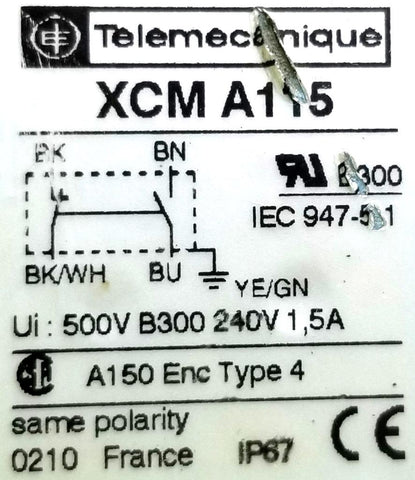 Telemecanique
XCM A115
BK BN
B300
IEC 947-5-1
BK/WH BU
YE/GN
Ui : 500V B300 240V 1,5A
A150 Enc Type 4
same polarity
0210 France IP67 CE